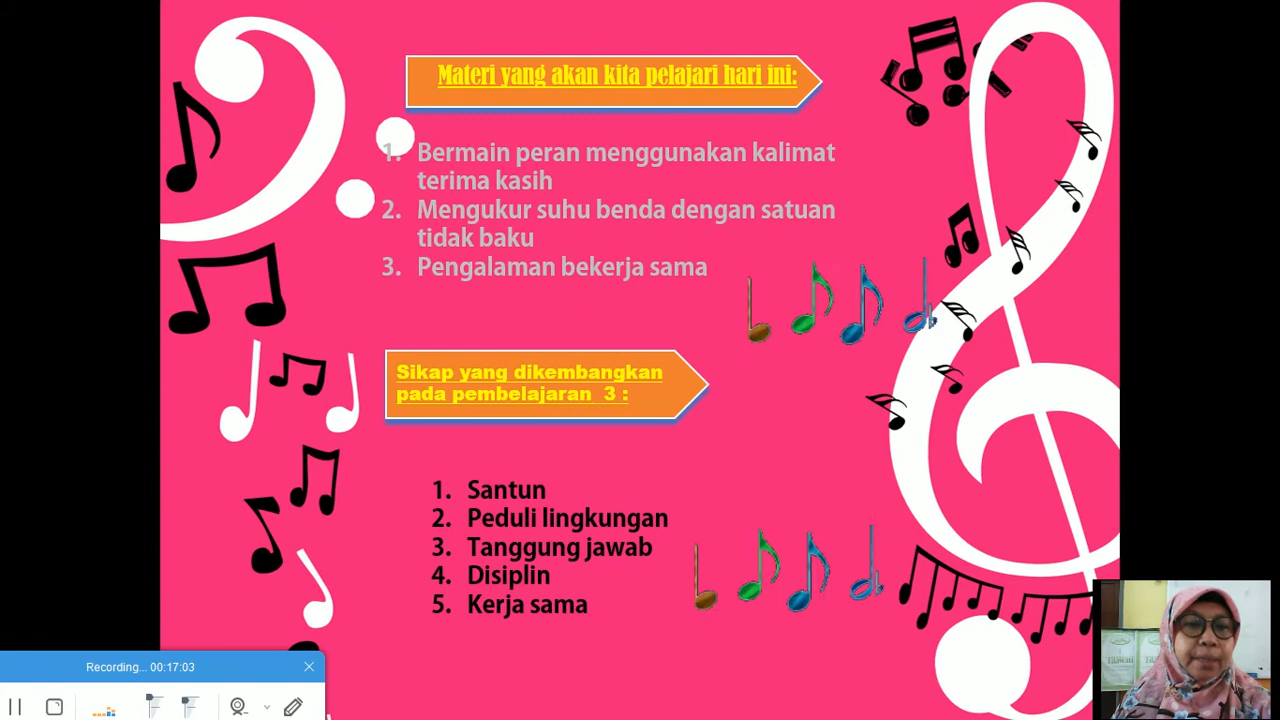 Materi yang akan kita pelajari hari ini:
1. Bermain peran menggunakan kalimat
terima kasih
2. Mengukur suhu benda dengan satuan
tidak baku
3. Pengalaman bekerja sama
Sikap yang dikembangkan
pada pembelajaran 3 :
1. Santun
2. Peduli lingkungan
3. Tanggung jawab
4. Disiplin
5. Kerja sama
Recording... 00:17:03